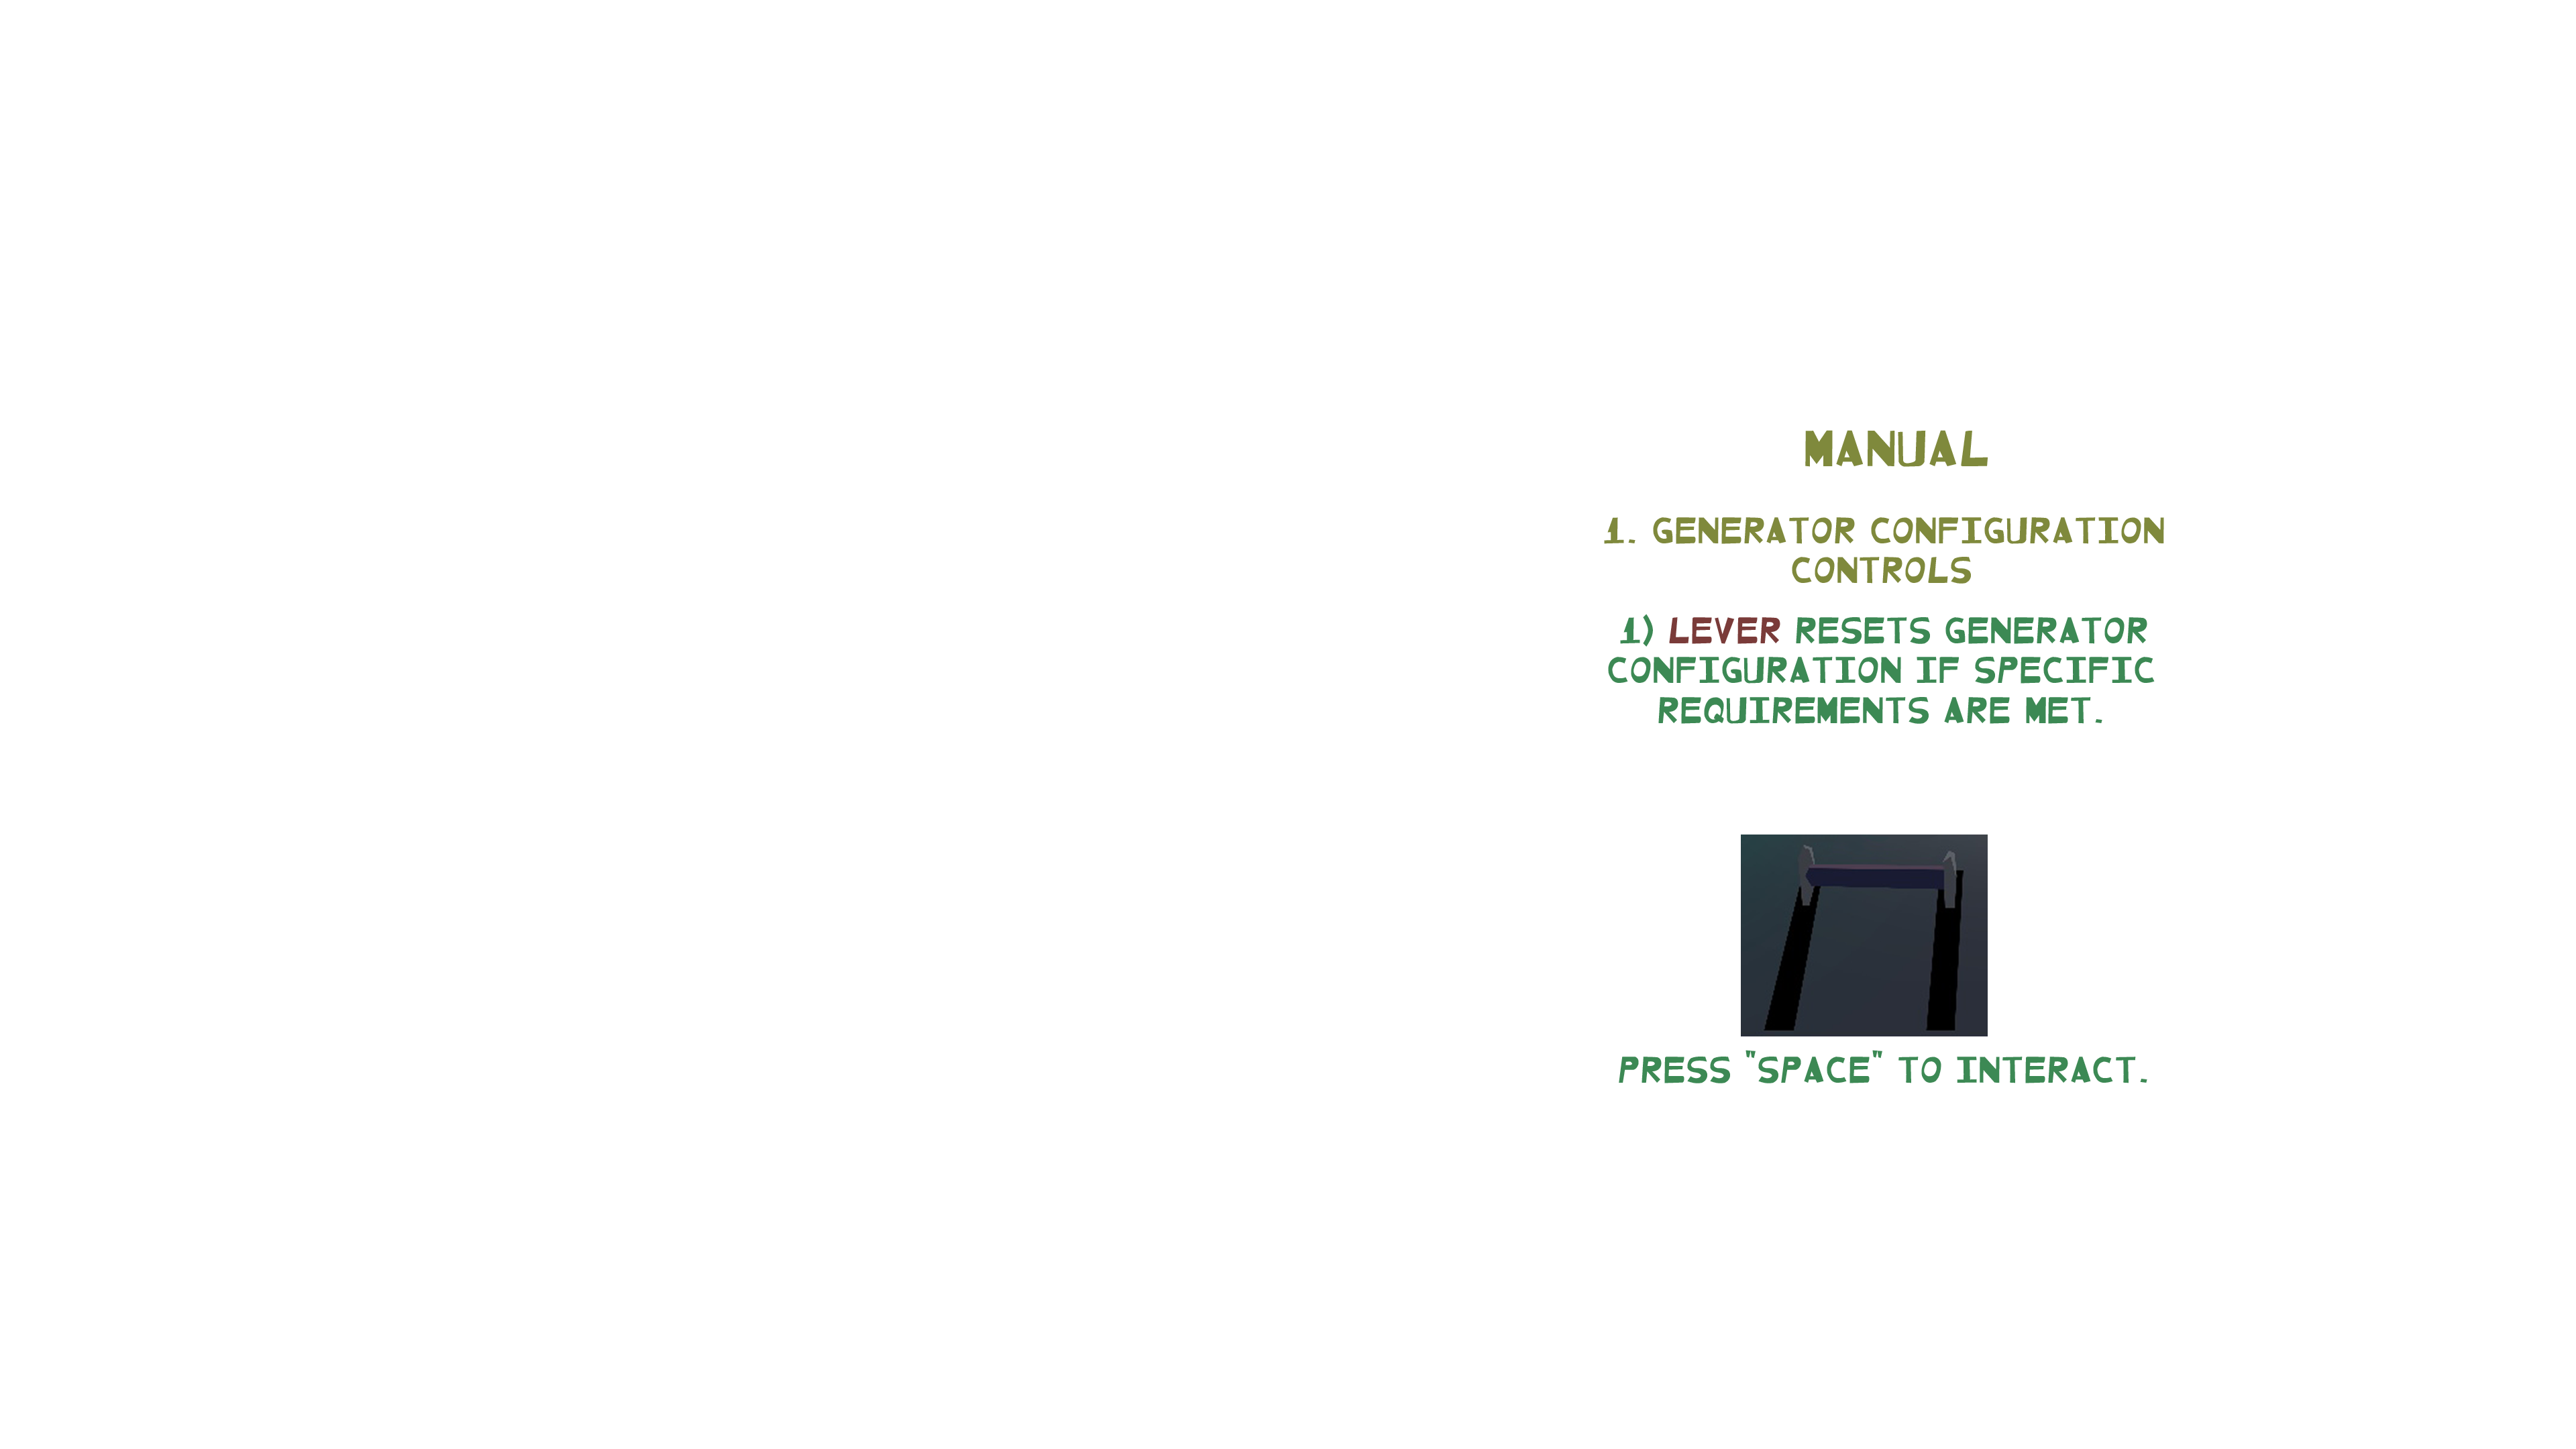 MANUAL
1. GENERATOR CONFIGURATION
CONTROLS
1) LEVER RESETS GENERATOR
CONFIGURATION IF SPECIFIC
REQUIREMENTS ARE MET.
PRESS "SPACE" TO INTERACT.